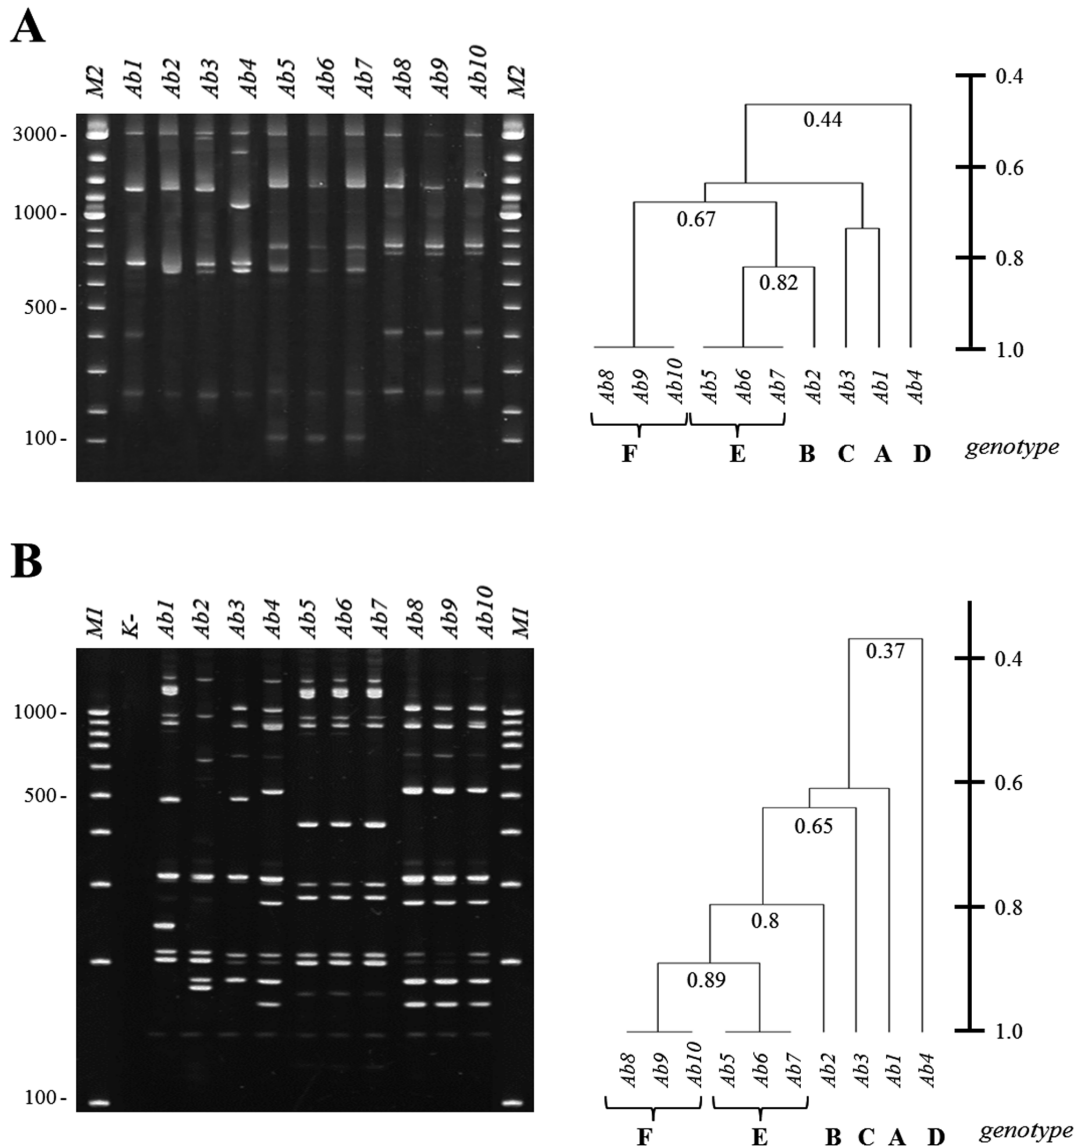 A
M2 Ab1 Ab2 Ab3 Ab4 Ab5 Ab6 Ab7 Ab8 Ab9 Ab10 M2
3000 -
1000 -
500 -
100 -
0.4
0.6
0.8
1.0
0.44
0.67
0.82
Ab8 Ab9 Ab10 Ab5 Ab6 Ab7 Ab2 Ab3 Ab1 Ab4
F E B C A D genotype
B
M1 K- Ab1 Ab2 Ab3 Ab4 Ab5 Ab6 Ab7 Ab8 Ab9 Ab10 M1
1000 -
500 -
100 -
0.4
0.6
0.8
1.0
0.37
0.65
0.8
0.89
Ab8 Ab9 Ab10 Ab5 Ab6 Ab7 Ab2 Ab3 Ab1 Ab4
F E B C A D genotype